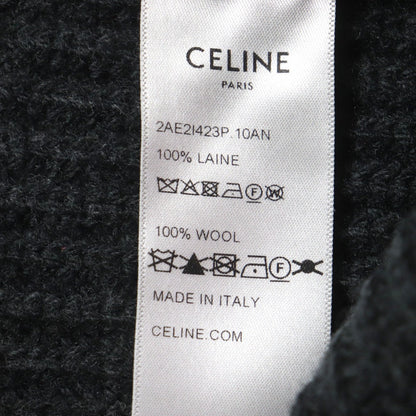 CELINE
PARIS
2AE2I423P.10AN
100% LAINE
100% WOOL
MADE IN ITALY
CELINE.COM